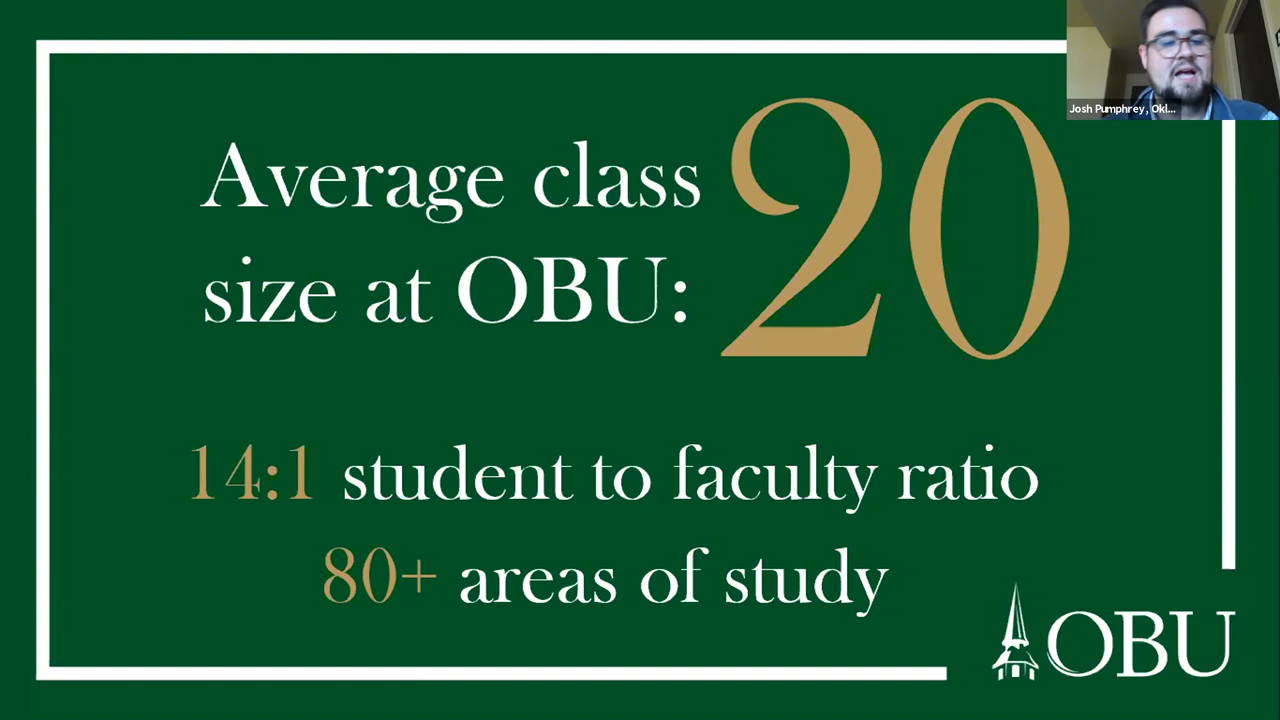 Average class
size at OBU:
20
14:1 student to faculty ratio
80+ areas of study
OBU
Josh Pumphrey, Okl...